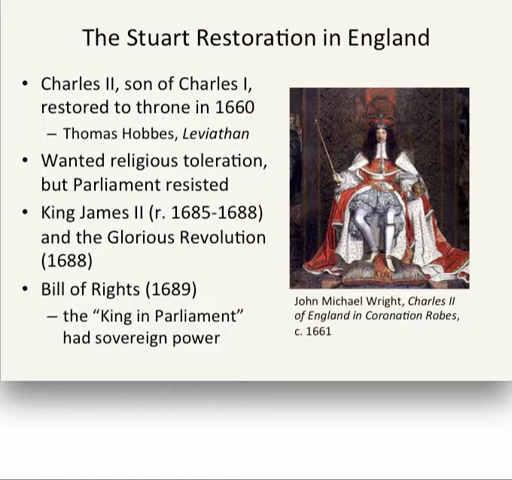 The Stuart Restoration in England
• Charles II, son of Charles I,
restored to throne in 1660
– Thomas Hobbes, Leviathan
• Wanted religious toleration,
but Parliament resisted
• King James II (r. 1685-1688)
and the Glorious Revolution
(1688)
• Bill of Rights (1689)
– the “King in Parliament”
had sovereign power
John Michael Wright, Charles II
of England in Coronation Robes,
c. 1661